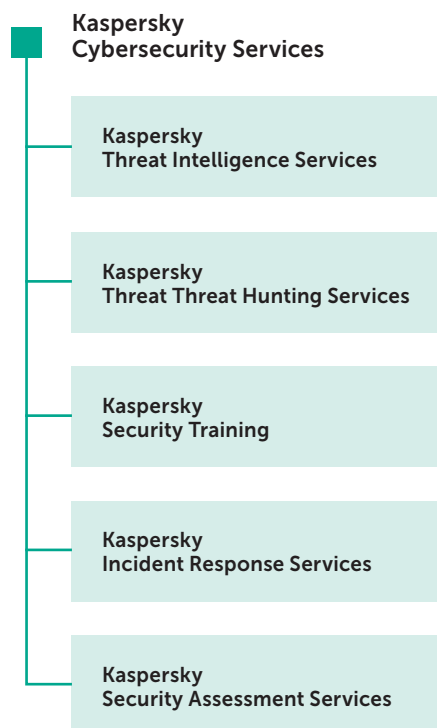 Kaspersky
Cybersecurity Services
Kaspersky
Threat Intelligence Services
Kaspersky
Threat Threat Hunting Services
Kaspersky
Security Training
Kaspersky
Incident Response Services
Kaspersky
Security Assessment Services